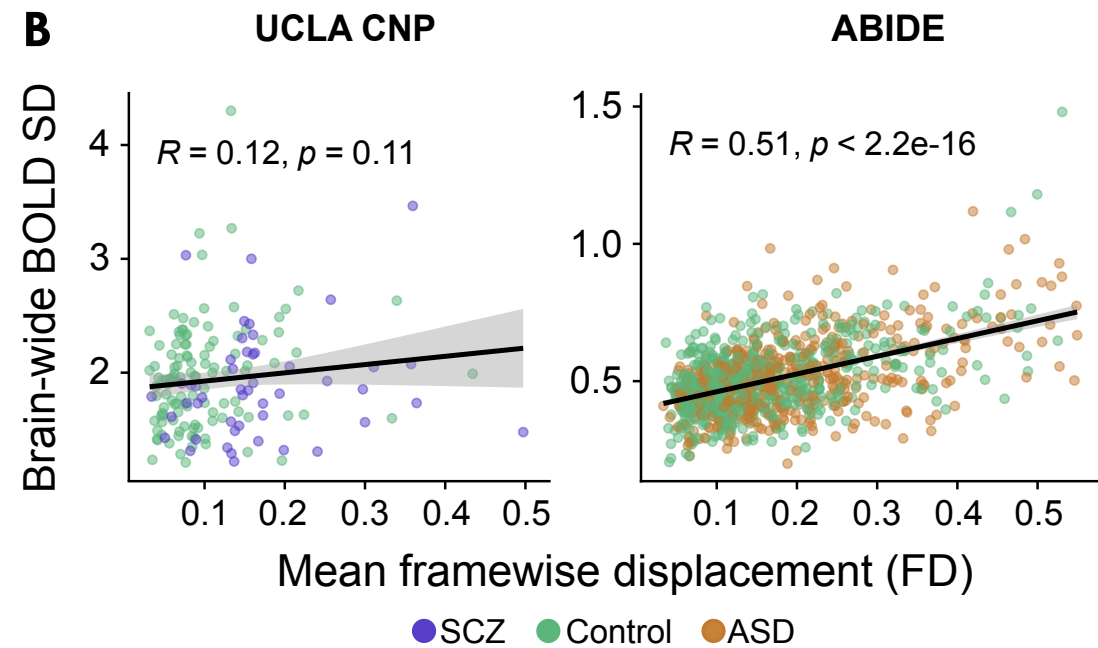 B
UCLA CNP
ABIDE
Brain-wide BOLD SD
4
3
2
R = 0.12, p = 0.11
0.1 0.2 0.3 0.4 0.5
1.5
1.0
0.5
R = 0.51, p < 2.2e-16
0.1 0.2 0.3 0.4 0.5
Mean framewise displacement (FD)
SCZ Control ASD